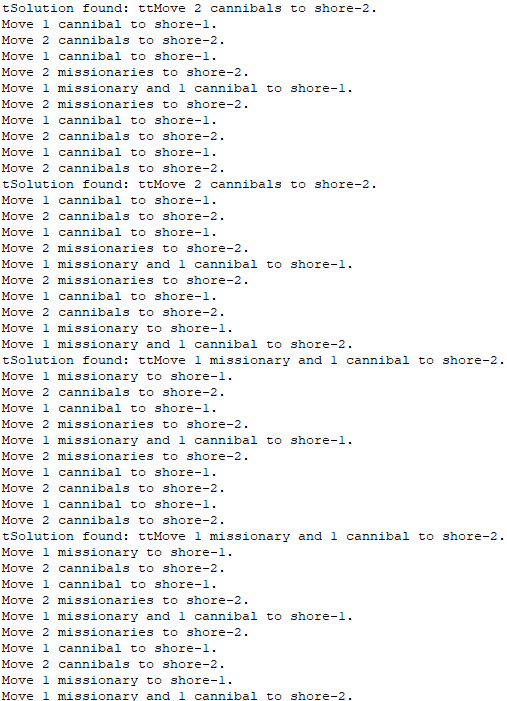 tSolution found: ttMove 2 cannibals to shore-2.
Move 1 cannibal to shore-1.
Move 2 cannibals to shore-2.
Move 1 cannibal to shore-1.
Move 2 missionaries to shore-2.
Move 1 missionary and 1 cannibal to shore-1.
Move 2 missionaries to shore-2.
Move 1 cannibal to shore-1.
Move 2 cannibals to shore-2.
Move 1 cannibal to shore-1.
Move 2 cannibals to shore-2.
tSolution found: ttMove 2 cannibals to shore-2.
Move 1 cannibal to shore-1.
Move 2 cannibals to shore-2.
Move 1 cannibal to shore-1.
Move 2 missionaries to shore-2.
Move 1 missionary and 1 cannibal to shore-1.
Move 2 missionaries to shore-2.
Move 1 cannibal to shore-1.
Move 2 cannibals to shore-2.
Move 1 missionary to shore-1.
Move 1 missionary and 1 cannibal to shore-2.
tSolution found: ttMove 1 missionary and 1 cannibal to shore-2.
Move 1 missionary to shore-1.
Move 2 cannibals to shore-2.
Move 1 cannibal to shore-1.
Move 2 missionaries to shore-2.
Move 1 missionary and 1 cannibal to shore-1.
Move 2 missionaries to shore-2.
Move 1 cannibal to shore-1.
Move 2 cannibals to shore-2.
Move 1 cannibal to shore-1.
Move 2 cannibals to shore-2.
tSolution found: ttMove 1 missionary and 1 cannibal to shore-2.
Move 1 missionary to shore-1.
Move 2 cannibals to shore-2.
Move 1 cannibal to shore-1.
Move 2 missionaries to shore-2.
Move 1 missionary and 1 cannibal to shore-1.
Move 2 missionaries to shore-2.
Move 1 cannibal to shore-1.
Move 2 cannibals to shore-2.
Move 1 missionary to shore-1.
Move 1 missionary and 1 cannibal to shore-2.